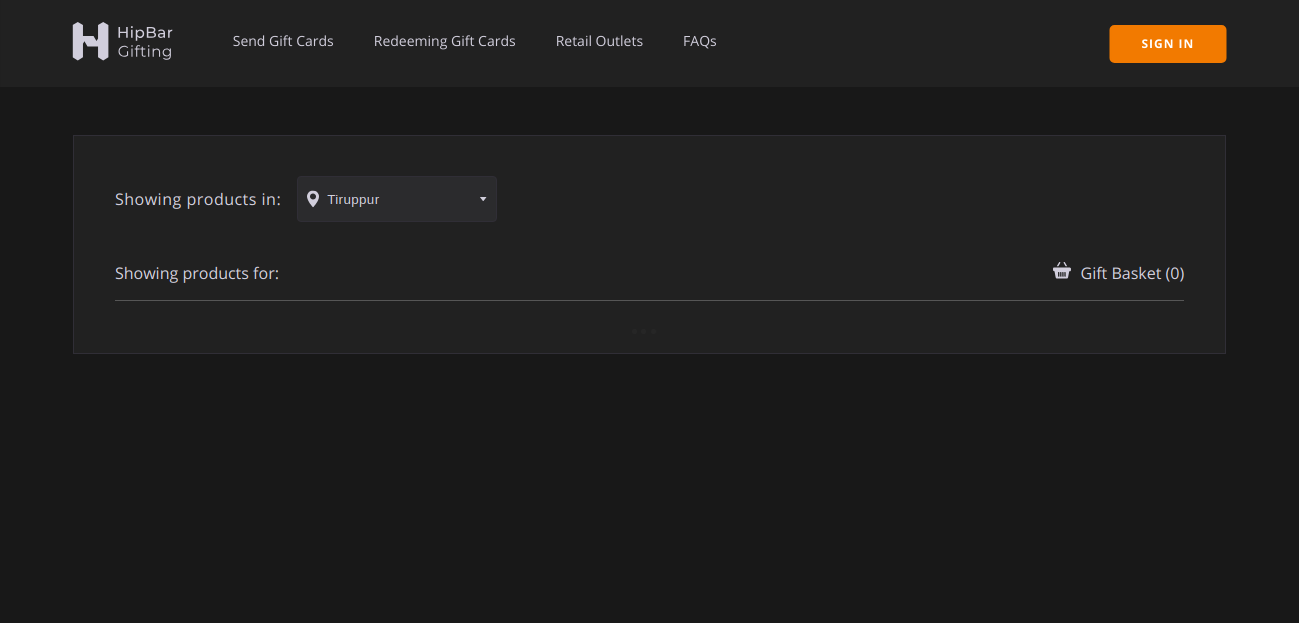 HipBar
Gifting
Send Gift Cards
Redeeming Gift Cards
Retail Outlets
FAQs
SIGN IN
Showing products in:
Tiruppur
Showing products for:
Gift Basket (0)